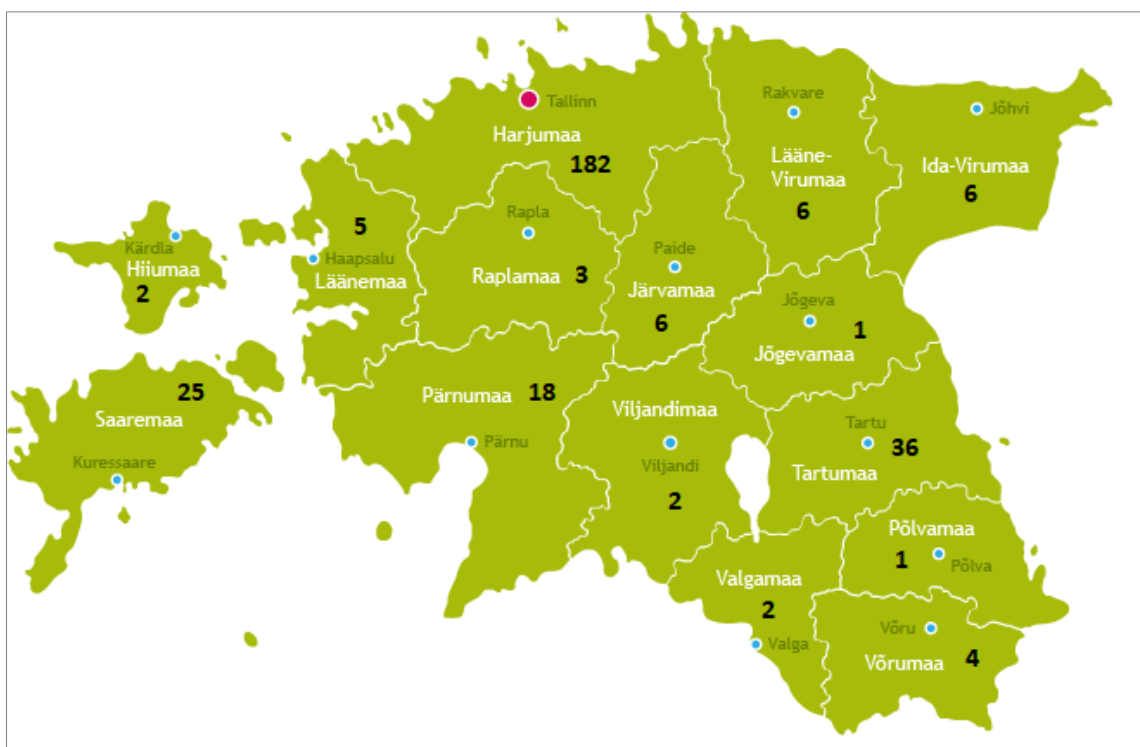 Tallinn
Harjumaa
182
Rakvare
Lääne-
Virumaa
6
Jõhvi
Ida-Virumaa
6
Kärdla
Hiiumaa
2
5
Haapsalu
Läänemaa
Rapla
Raplamaa 3
Paide
Järvamaa
6
Jõgeva
1
Jõgevamaa
25
Saaremaa
Kuressaare
Pärnumaa 18
Pärnu
Viljandimaa
Viljandi
2
Tartu
36
Tartumaa
Põlvamaa
1
Põlva
Valgamaa
2
Valga
Võru
Võrumaa 4